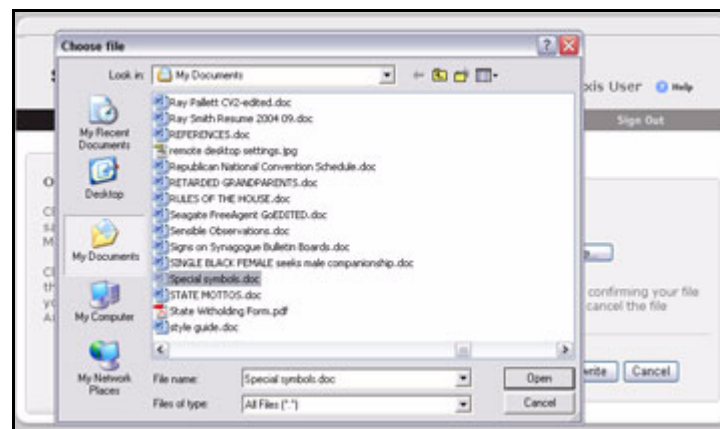 Choose file
Look in: My Documents
xis User Help
Sign Out
My Recent Documents
Desktop
My Documents
My Computer
My Network Places
Ray Pallett CV2-edited.doc
Ray Smith Resume 2004 09.doc
REFERENCES.doc
remote desktop settings.jpg
Republican National Convention Schedule.doc
RETARDED GRANDPARENTS.doc
RULES OF THE HOUSE.doc
Seagate FreeAgent GoEDITED.doc
Sensible Observations.doc
Signs on Synagogue Bulletin Boards.doc
SINGLE BLACK FEMALE seeks male companionship.doc
Special symbols.doc
STATE MOTTOS.doc
State Witholding Form.pdf
style guide.doc
File name: Special symbols.doc Open
Files of type: All Files (*.*) Cancel
confirming your file
cancel the file
write Cancel